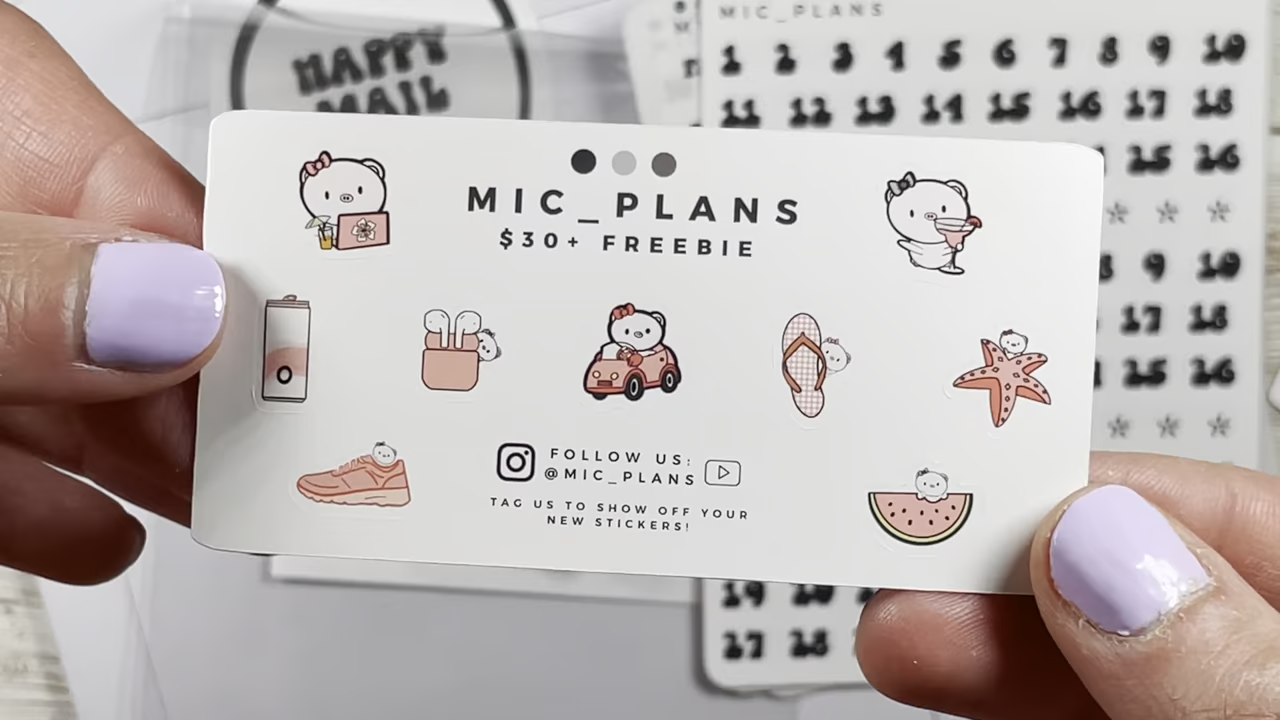 MIC_PLANS
$30+ FREEBIE
FOLLOW US:
@MIC_PLANS
TAG US TO SHOW OFF YOUR
NEW STICKERS!
HAPPY
MAIL
MIC_PLANS
1 2 3 4 5 6 7 8 9 10
11 12 13 14 15 16 17 18
25 26
9 10
17 18
25 26
19 20
27 28